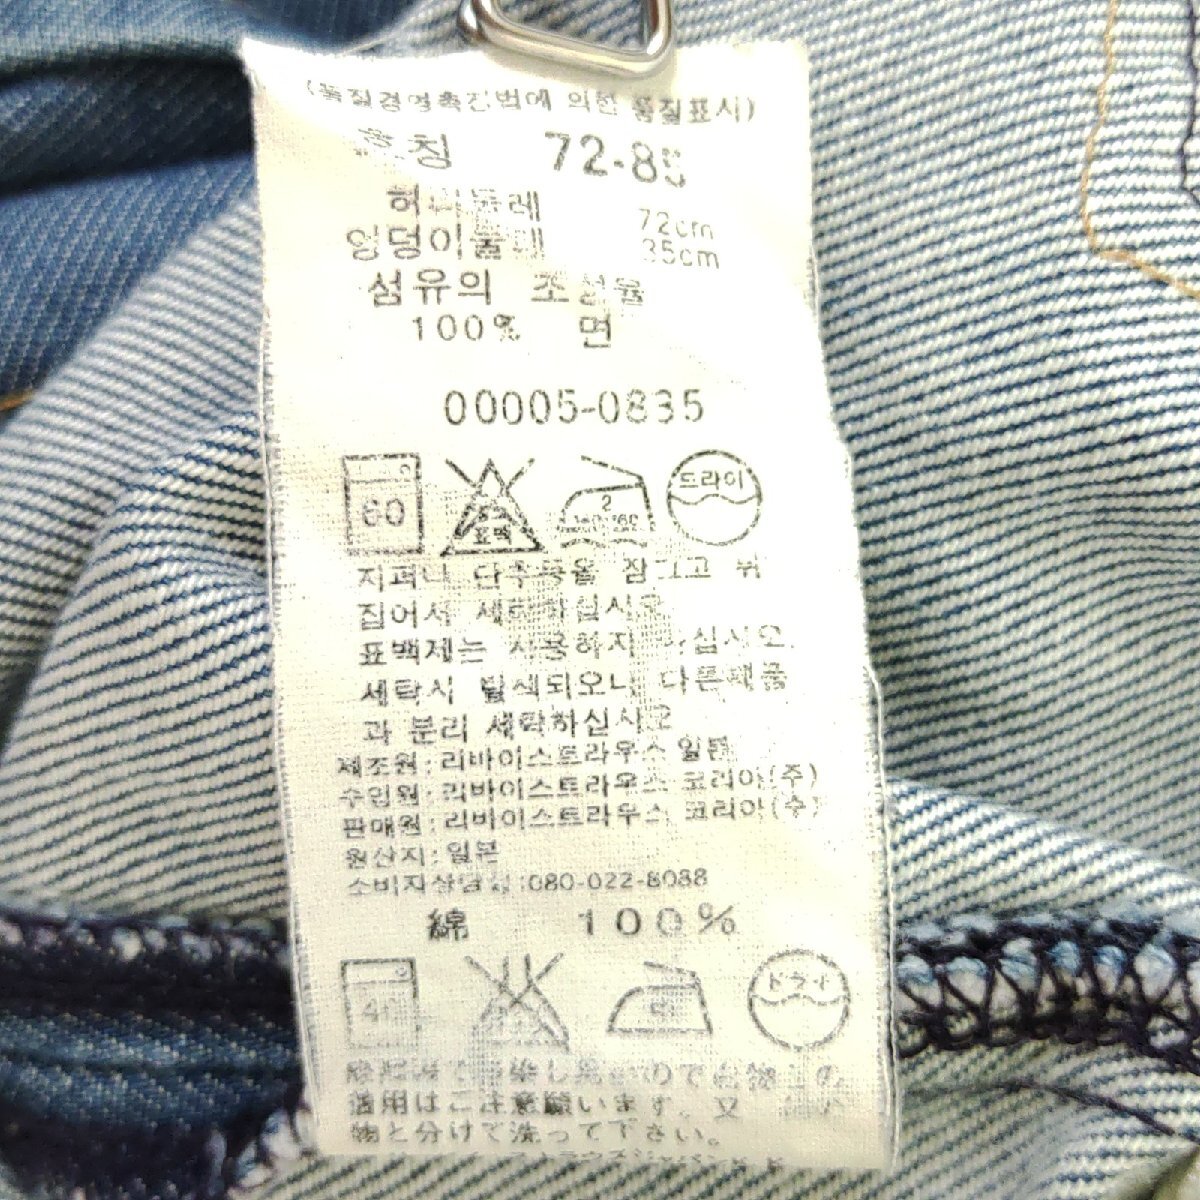 (품질경영촉진법에 의한 품질표시)
호칭 72-85
허리둘레 72cm
엉덩이둘레 85cm
섬유의 조성율
100% 면
00005-0835
60 표백 2 드라이
지퍼나 단추등을 잠그고 뒤
집어서 세탁하십시오
표백제는 사용하지 마십시오.
세탁시 탈색되오니 다른제품
과 분리 세탁하십시오
제조원:리바이스트라우스 일본
수입원:리바이스트라우스 코리아(주)
판매원:리바이스트라우스 코리아(주)
원산지:일본
소비자상담실:080-022-8088
綿 100%
40 ドライ
染し ので
適用はご注意願います。又
物と分けて洗って下さい。